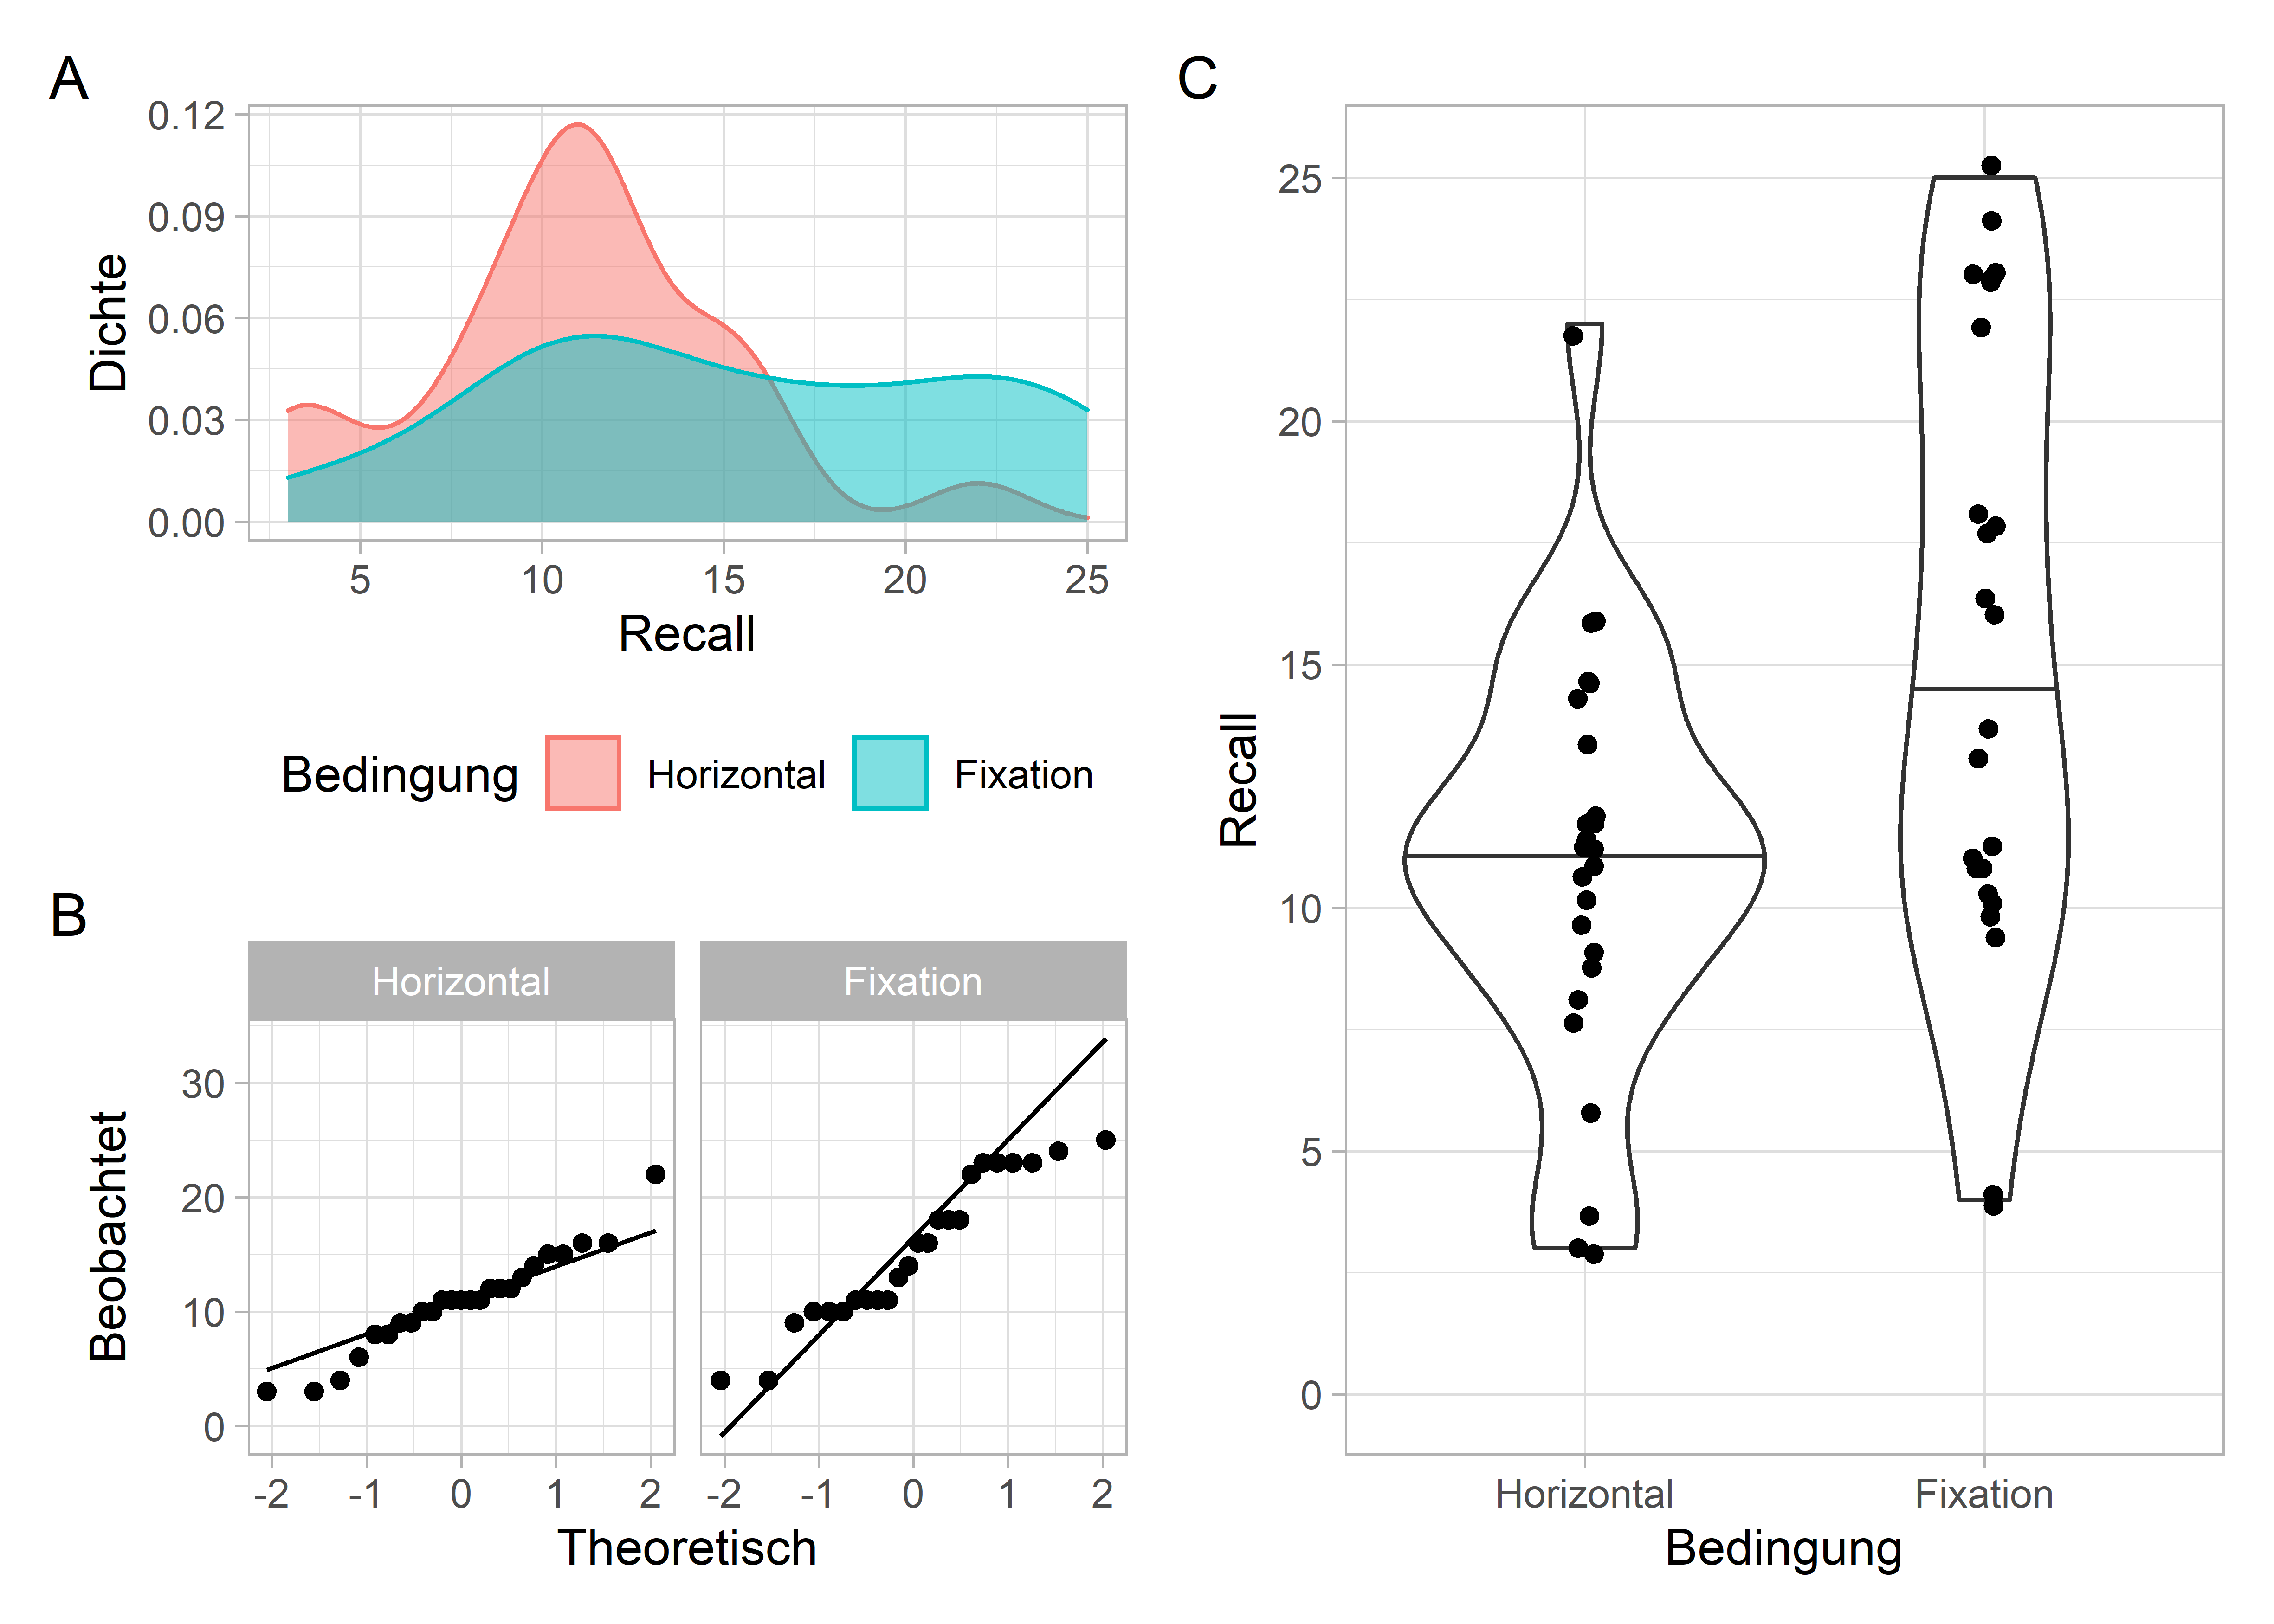 A
0.12
0.09
0.06
0.03
0.00
Dichte
5 10 15 20 25
Recall
Bedingung Horizontal Fixation
B
Horizontal Fixation
30
20
10
0
Beobachtet
-2 -1 0 1 2 -2 -1 0 1 2
Theoretisch
C
25
20
15
10
5
0
Recall
Horizontal Fixation
Bedingung